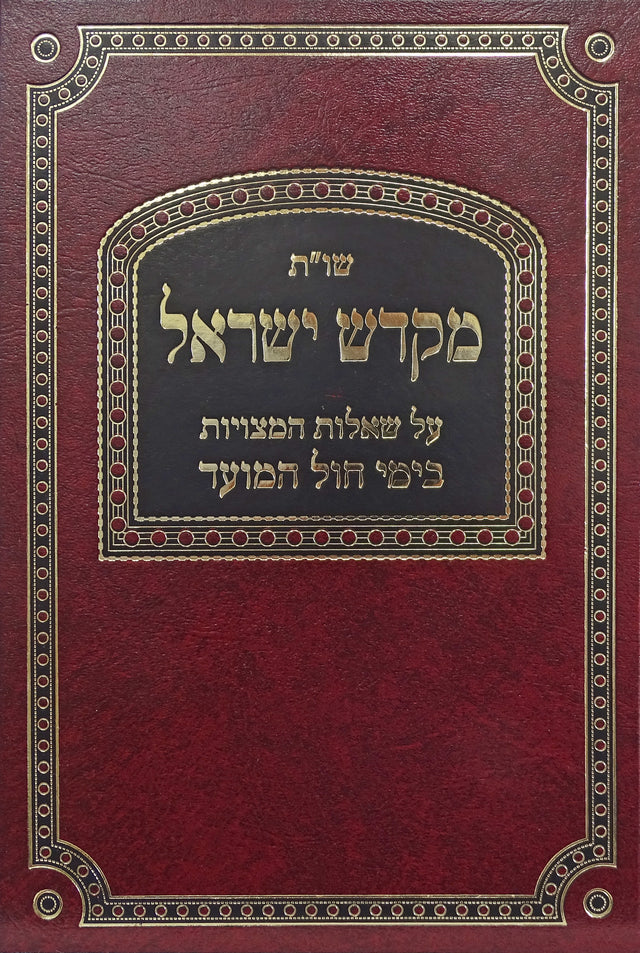 שו"ת
מקדש ישראל
על שאלות המצויות
בימי חול המועד